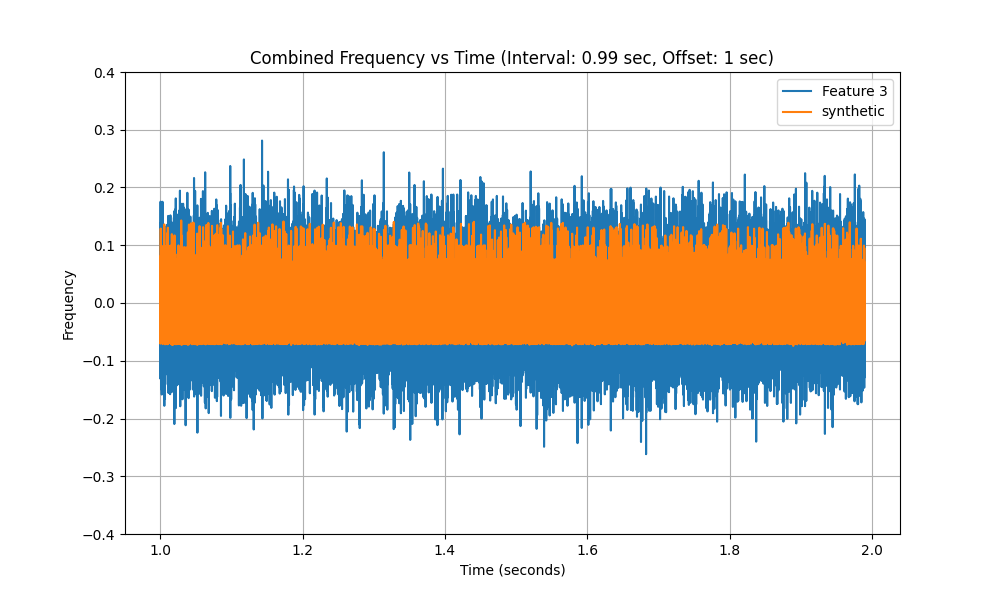 Combined Frequency vs Time (Interval: 0.99 sec, Offset: 1 sec)
Feature 3
synthetic
0.4
0.3
0.2
0.1
0.0
−0.1
−0.2
−0.3
−0.4
Frequency
1.0 1.2 1.4 1.6 1.8 2.0
Time (seconds)